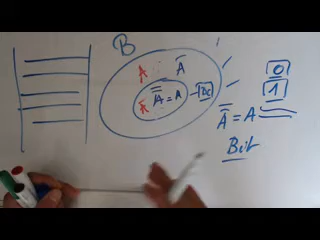 B
A Ā
Ā A̿ = A
0
1
A̿ = A
Bit